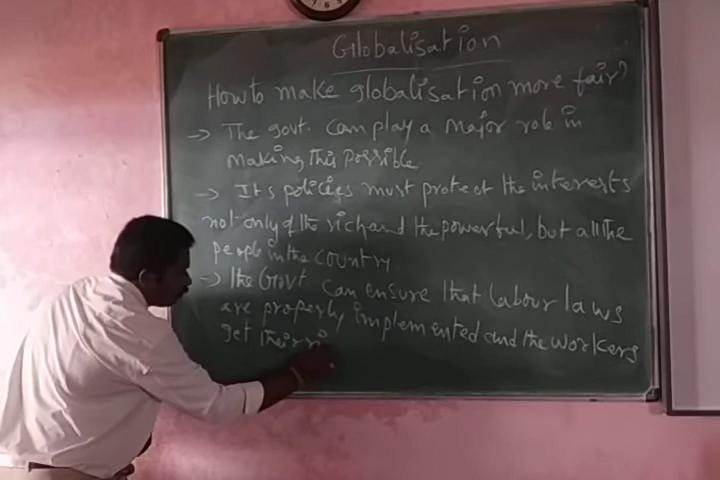 Globalisation
How to make globalisation more fair?
→ The govt. can play a major role in
making this possible
→ Its policies must protect the interests
not only of the rich and the powerful, but all the
people in the country.
→ The Govt. can ensure that labour laws
are properly implemented and the workers
get their ri